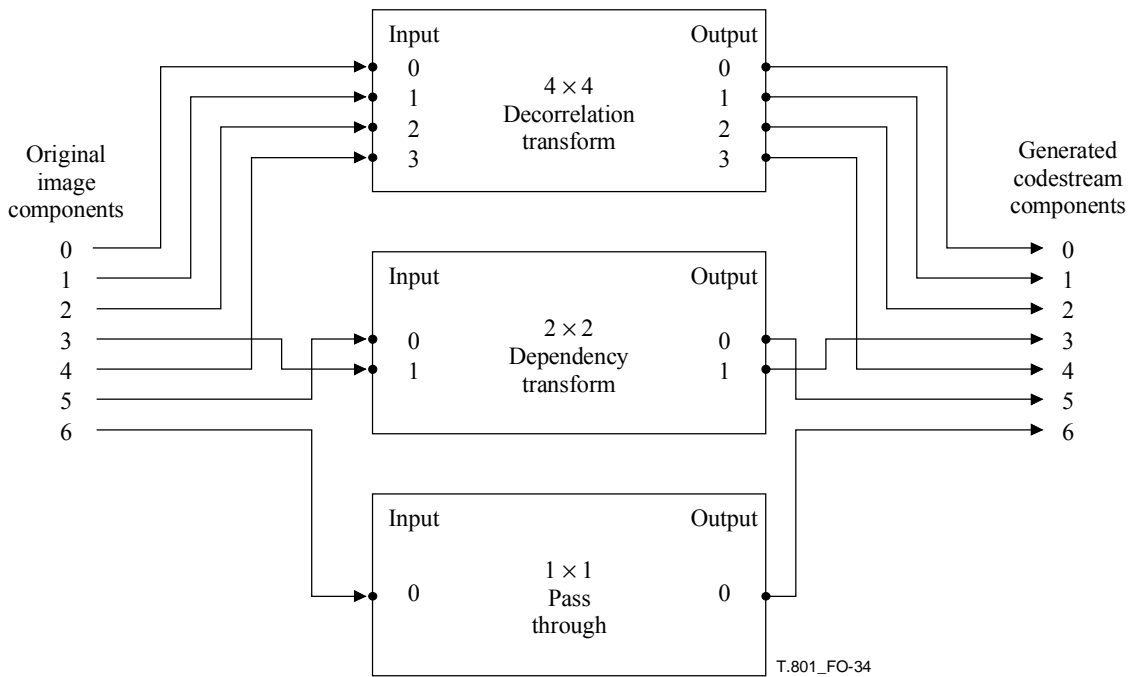 Input Output
0 0
1 1
2 2
3 3
4 × 4
Decorrelation
transform
Original
image
components
0
1
2
3
4
5
6
Generated
codestream
components
0
1
2
3
4
5
6
Input Output
0 0
1 1
2 × 2
Dependency
transform
Input Output
0 0
1 × 1
Pass
through
T.801_FO-34